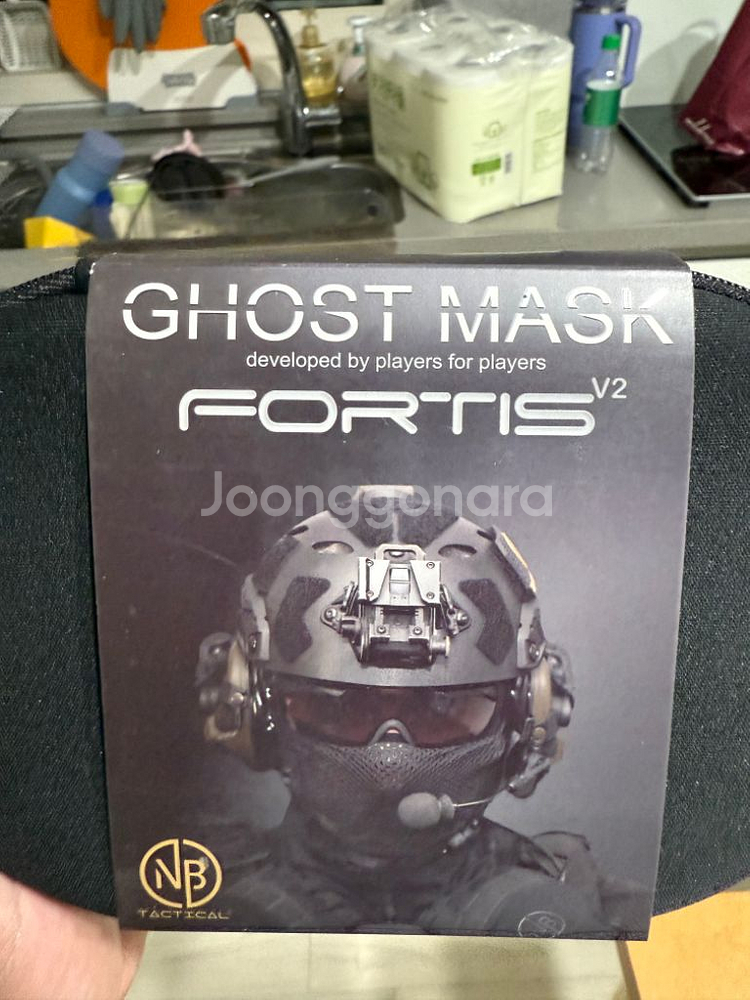 GHOST MASK
developed by players for players
FORTIS V2
Joonggonara
NB
TACTICAL